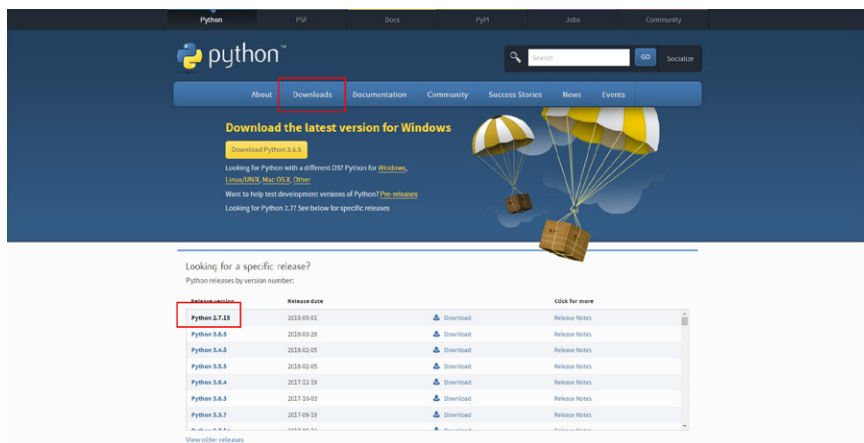 Python PSF Docs PyPI Jobs Community
python™
Search GO Socialize
About Downloads Documentation Community Success Stories News Events
Download the latest version for Windows
Download Python 3.6.5
Looking for Python with a different OS? Python for Windows,
Linux/UNIX, Mac OS X, Other
Want to help test development versions of Python? Pre-releases
Looking for Python 2.7? See below for specific releases
Looking for a specific release?
Python releases by version number:
Release version Release date Click for more
Python 2.7.15 2018-05-01 Download Release Notes
Python 3.6.5 2018-03-28 Download Release Notes
Python 3.4.8 2018-02-05 Download Release Notes
Python 3.5.5 2018-02-05 Download Release Notes
Python 3.6.4 2017-12-19 Download Release Notes
Python 3.6.3 2017-10-03 Download Release Notes
Python 3.3.7 2017-09-19 Download Release Notes
View older releases